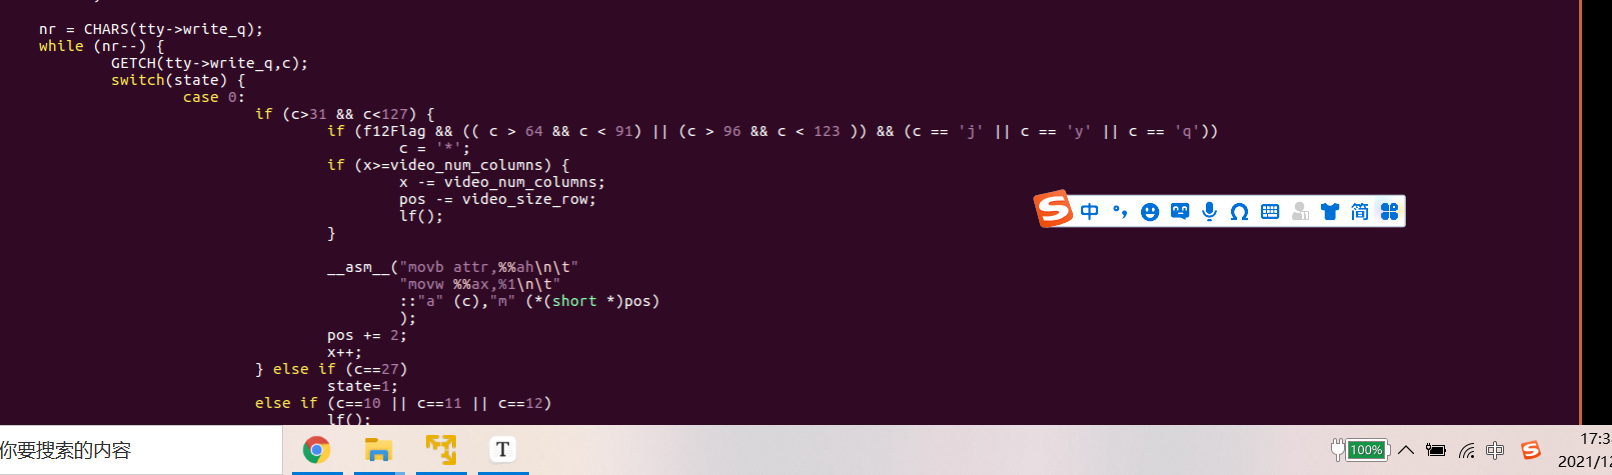 nr = CHARS(tty->write_q);
while (nr--) {
GETCH(tty->write_q,c);
switch(state) {
case 0:
if (c>31 && c<127) {
if (f12Flag && (( c > 64 && c < 91) || (c > 96 && c < 123 )) && (c == 'j' || c == 'y' || c == 'q'))
c = '*';
if (x>=video_num_columns) {
x -= video_num_columns;
pos -= video_size_row;
lf();
}
__asm__("movb attr,%%ah\n\t"
"movw %%ax,%1\n\t"
::"a" (c),"m" (*(short *)pos)
);
pos += 2;
x++;
} else if (c==27)
state=1;
else if (c==10 || c==11 || c==12)
lf();
中 简
你要搜索的内容
T
100%
中
17:3
2021/12